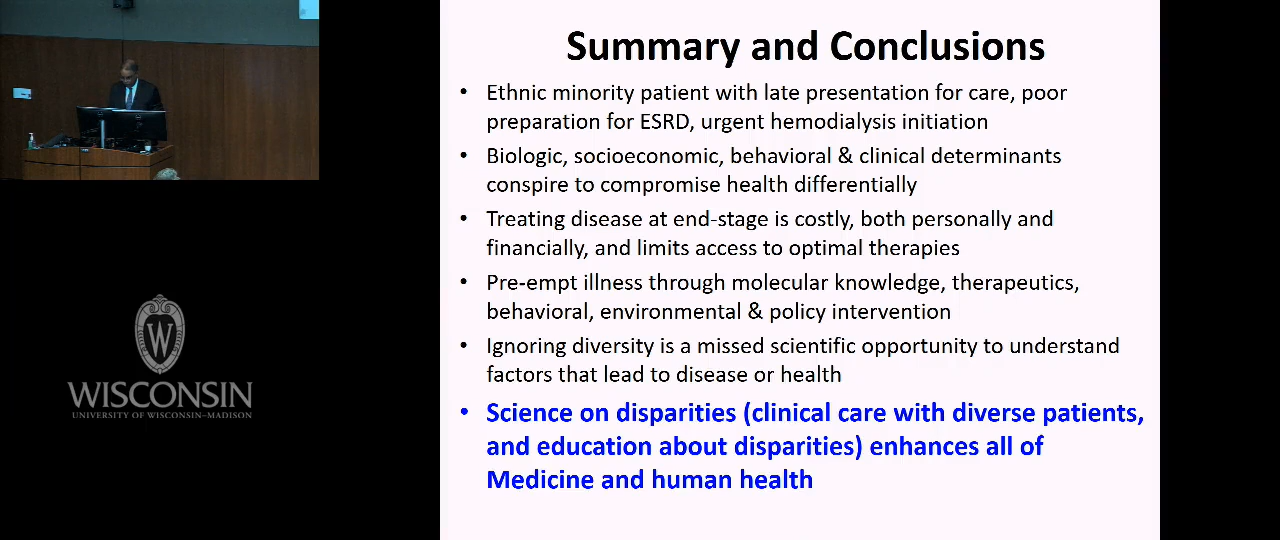 Summary and Conclusions
• Ethnic minority patient with late presentation for care, poor
preparation for ESRD, urgent hemodialysis initiation
• Biologic, socioeconomic, behavioral & clinical determinants
conspire to compromise health differentially
• Treating disease at end-stage is costly, both personally and
financially, and limits access to optimal therapies
• Pre-empt illness through molecular knowledge, therapeutics,
behavioral, environmental & policy intervention
• Ignoring diversity is a missed scientific opportunity to understand
factors that lead to disease or health
• Science on disparities (clinical care with diverse patients,
and education about disparities) enhances all of
Medicine and human health
W
WISCONSIN
UNIVERSITY OF WISCONSIN–MADISON